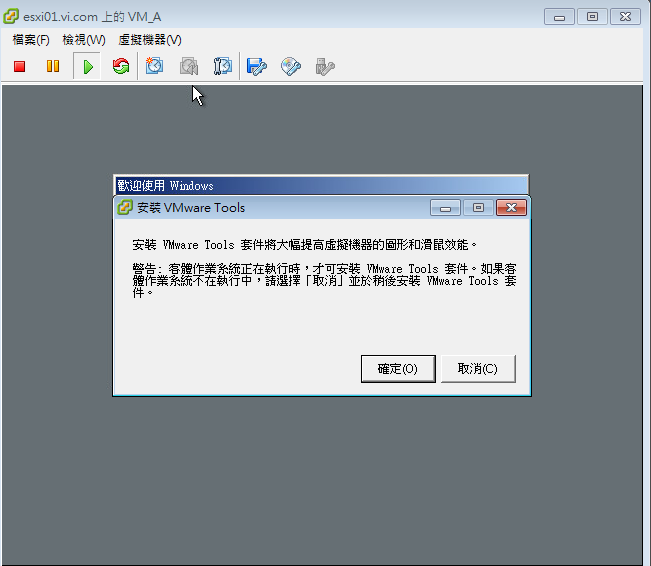 esxi01.vi.com 上的 VM_A
檔案(F) 檢視(W) 虛擬機器(V)
歡迎使用 Windows
安裝 VMware Tools
安裝 VMware Tools 套件將大幅提高虛擬機器的圖形和滑鼠效能。
警告: 客體作業系統正在執行時，才可安裝 VMware Tools 套件。如果客
體作業系統不在執行中，請選擇「取消」並於稍後安裝 VMware Tools 套
件。
確定(O) 取消(C)